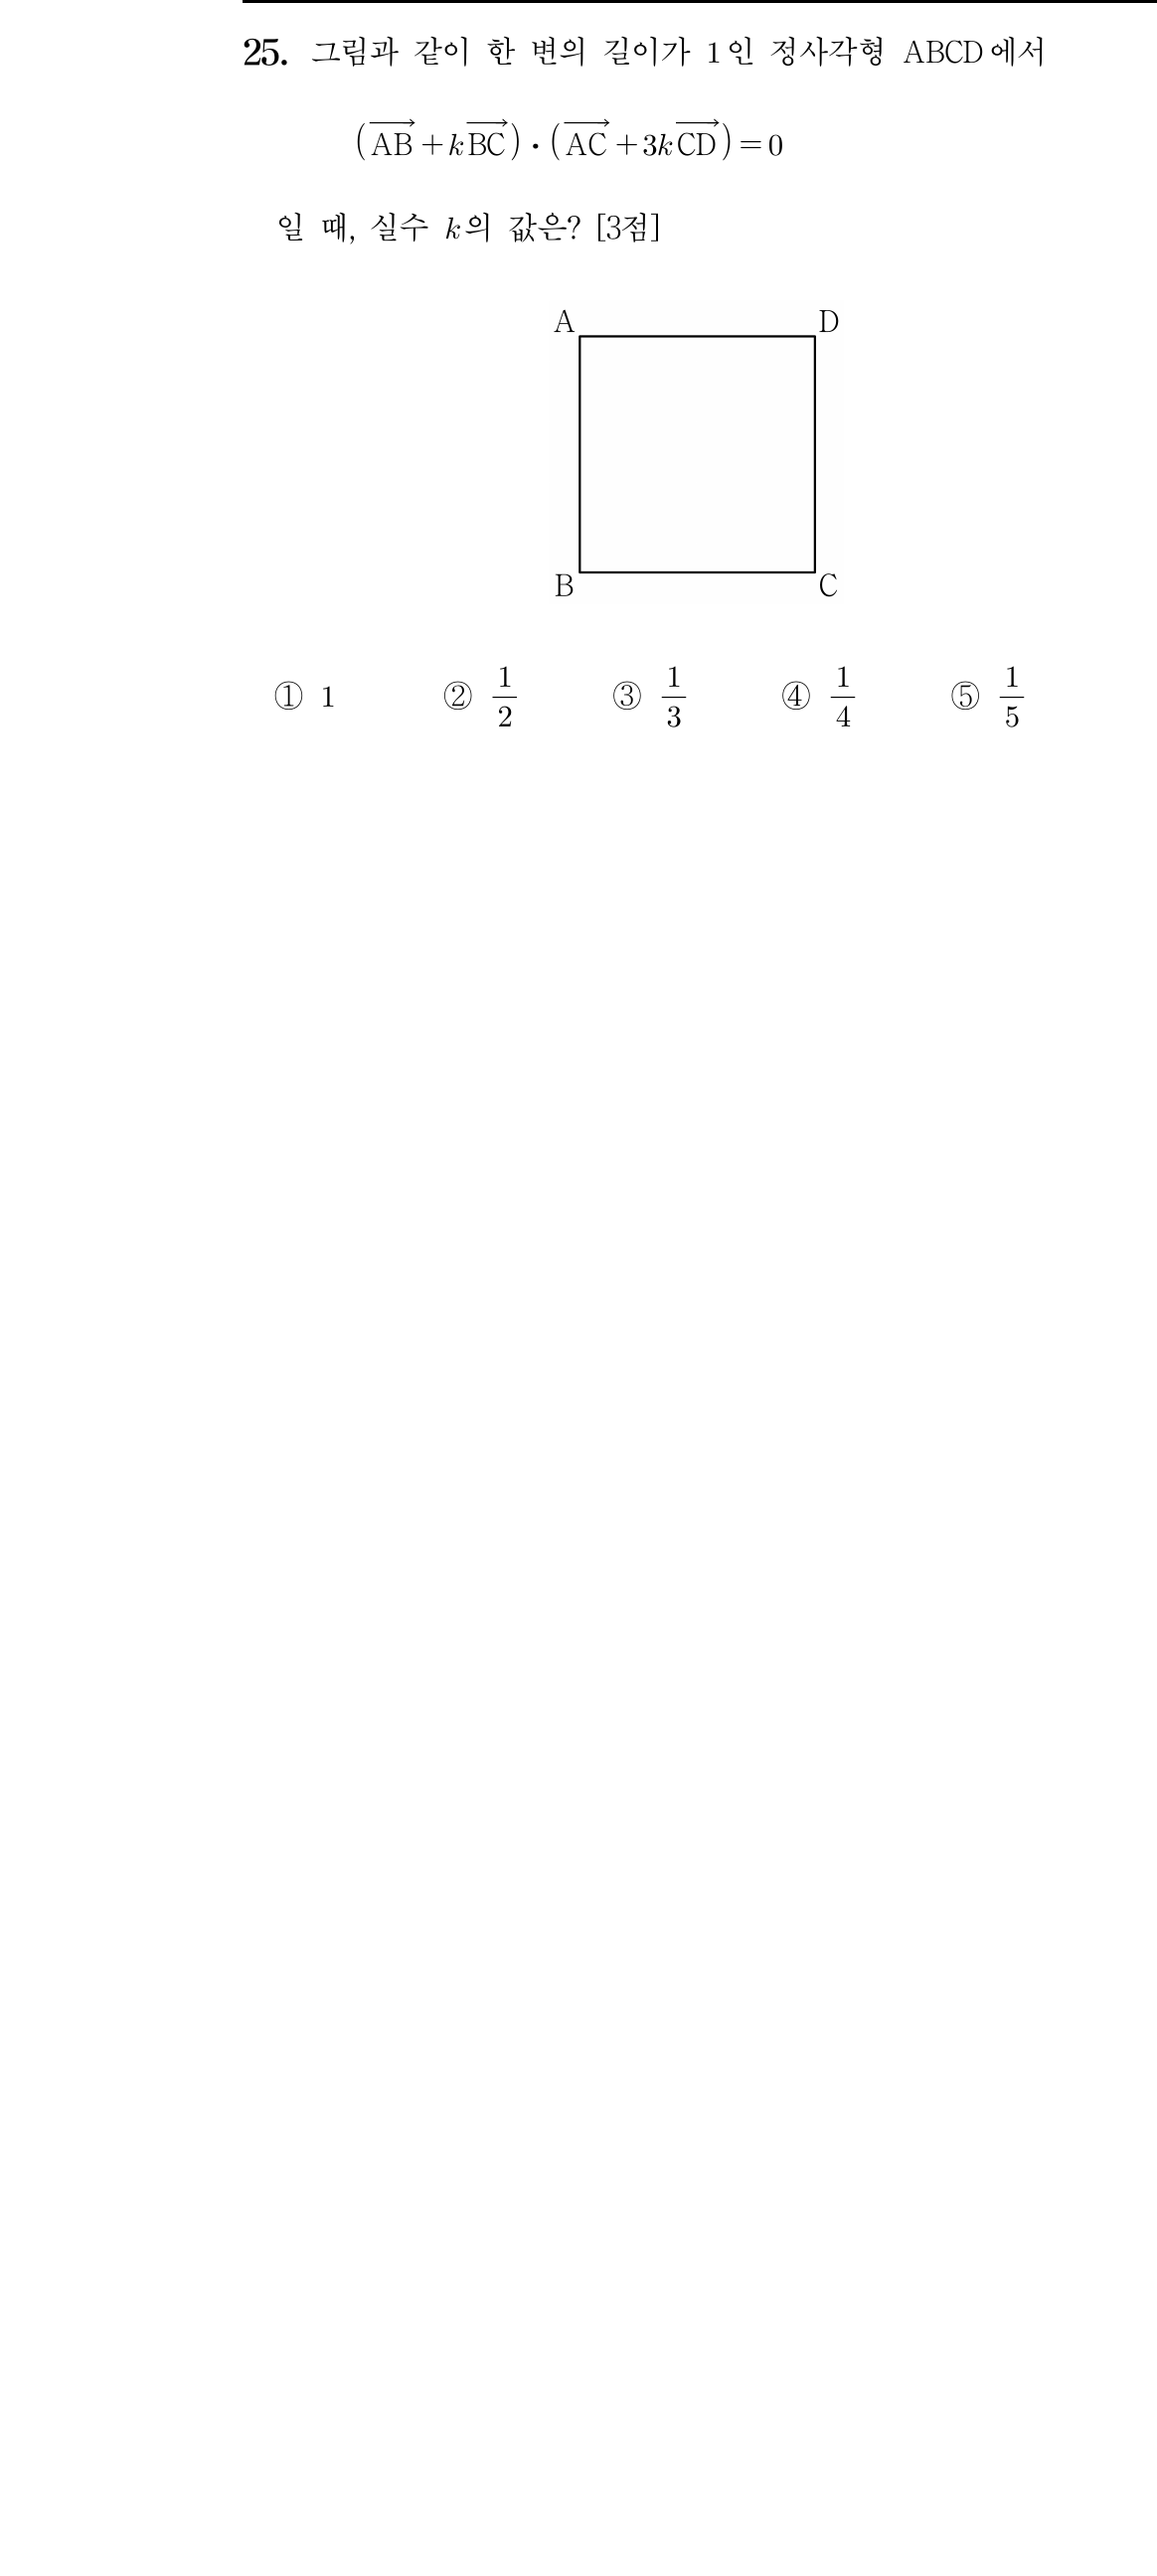 25. 그림과 같이 한 변의 길이가 1인 정사각형 ABCD에서
(\overrightarrow{AB}+k\overrightarrow{BC})•(\overrightarrow{AC}+3k\overrightarrow{CD})=0
일 때, 실수 k의 값은? [3점]
A D
B C
① 1 ② \frac{1}{2} ③ \frac{1}{3} ④ \frac{1}{4} ⑤ \frac{1}{5}